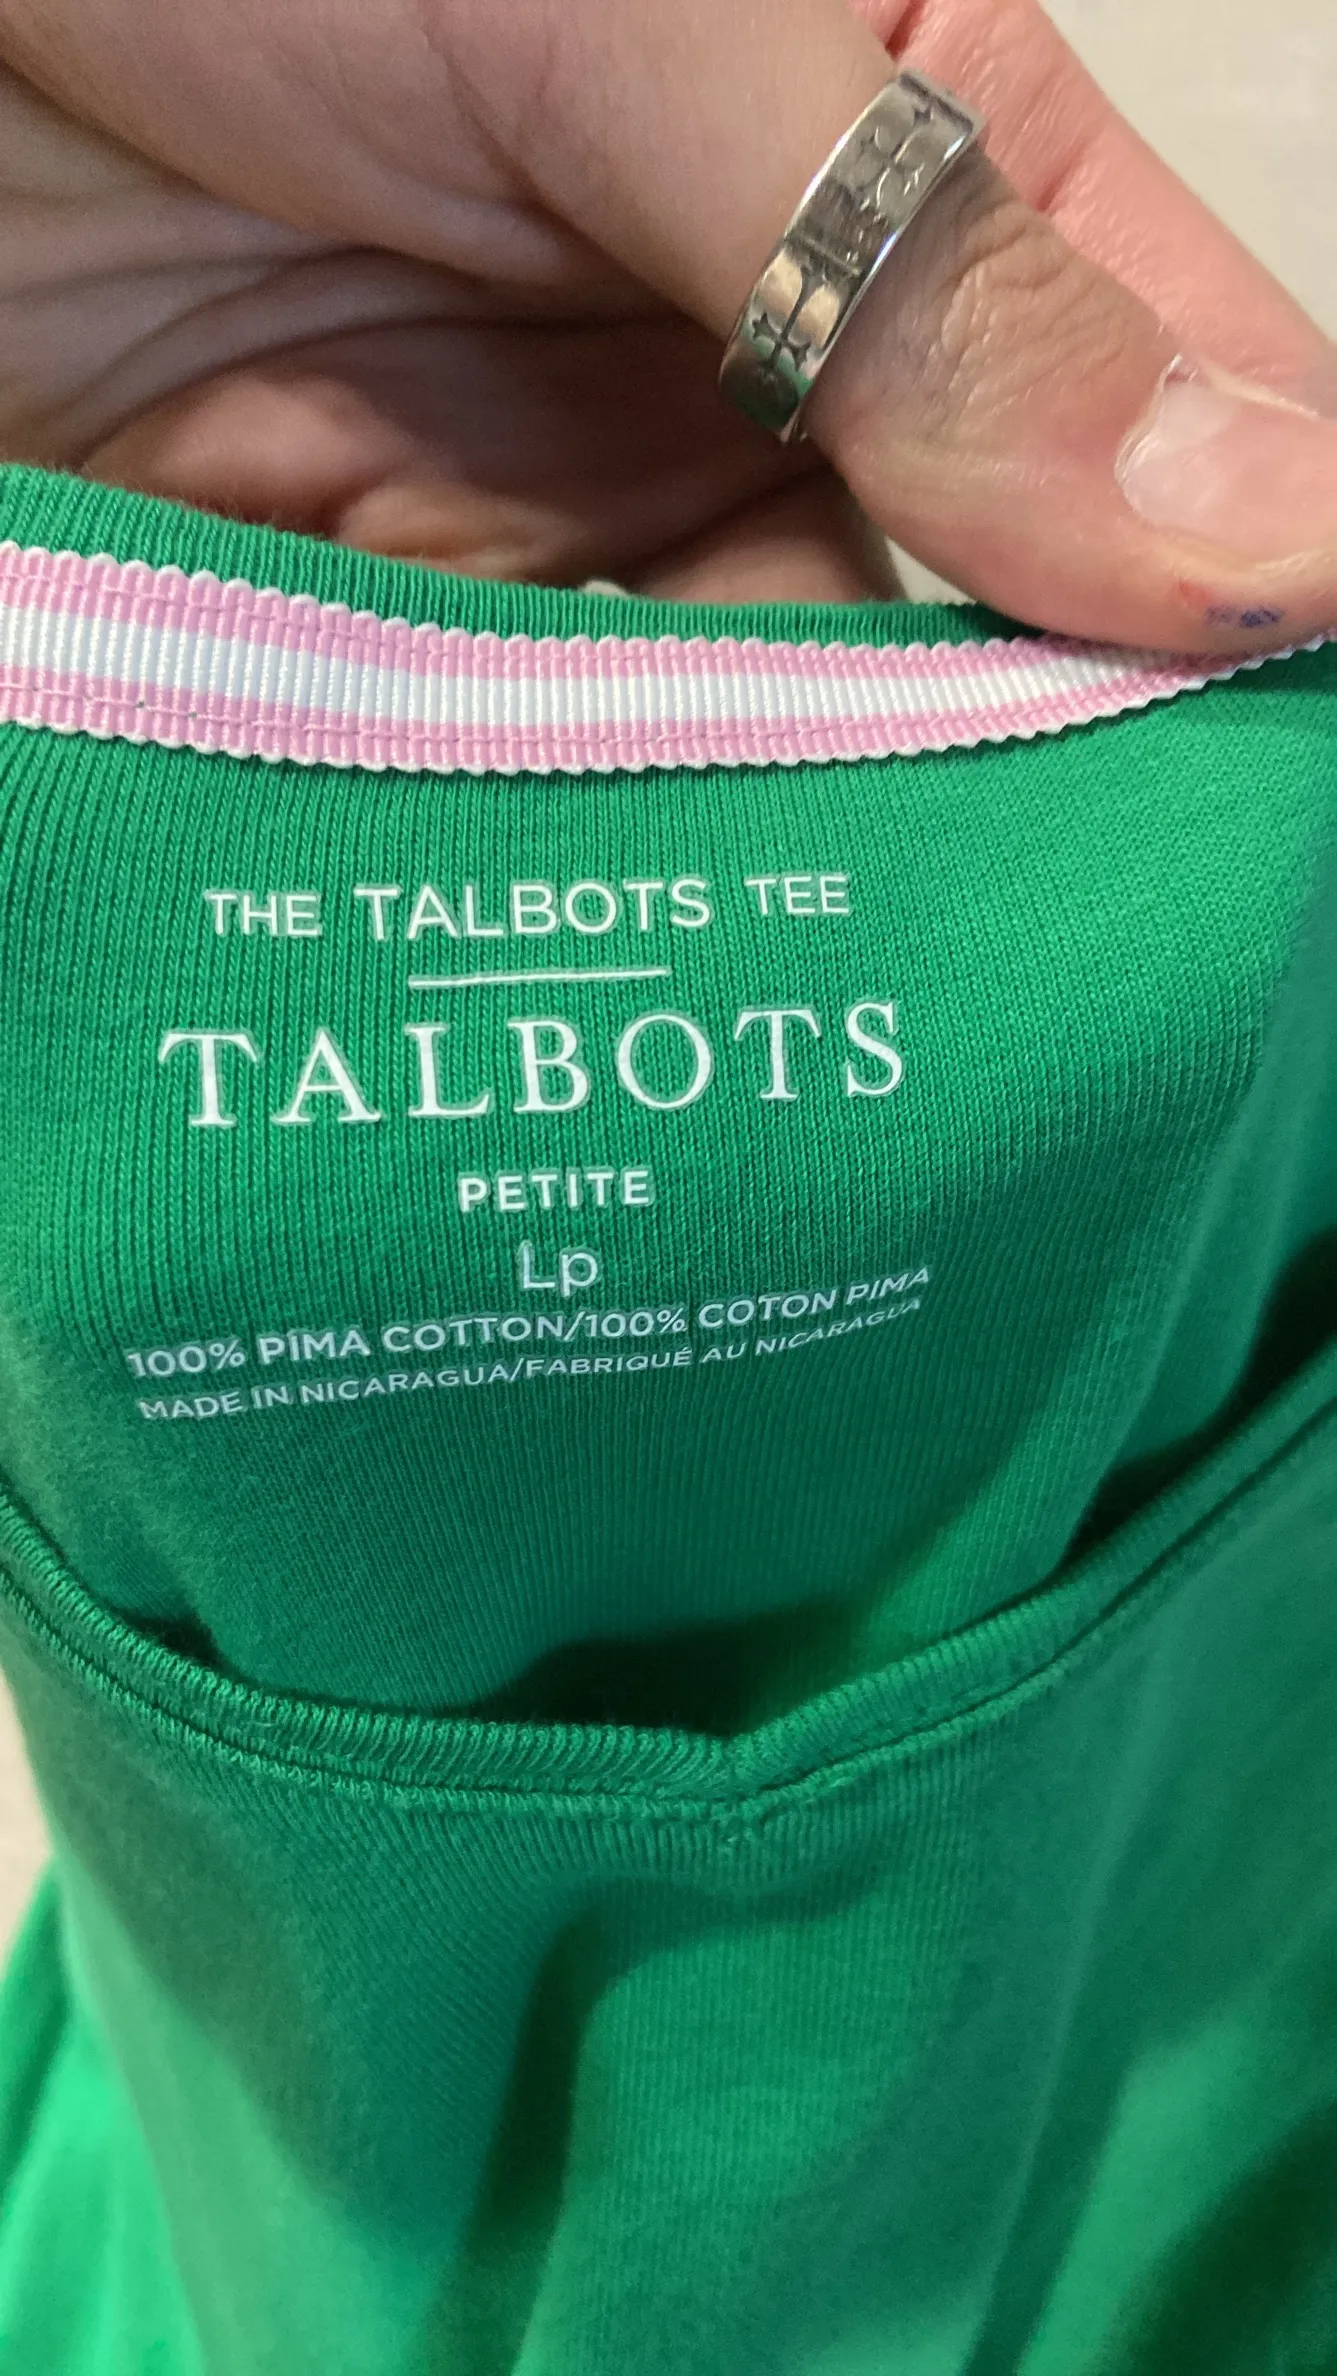 THE TALBOTS TEE
TALBOTS
PETITE
Lp
100% PIMA COTTON/100% COTON PIMA
MADE IN NICARAGUA/FABRIQUÉ AU NICARAGUA